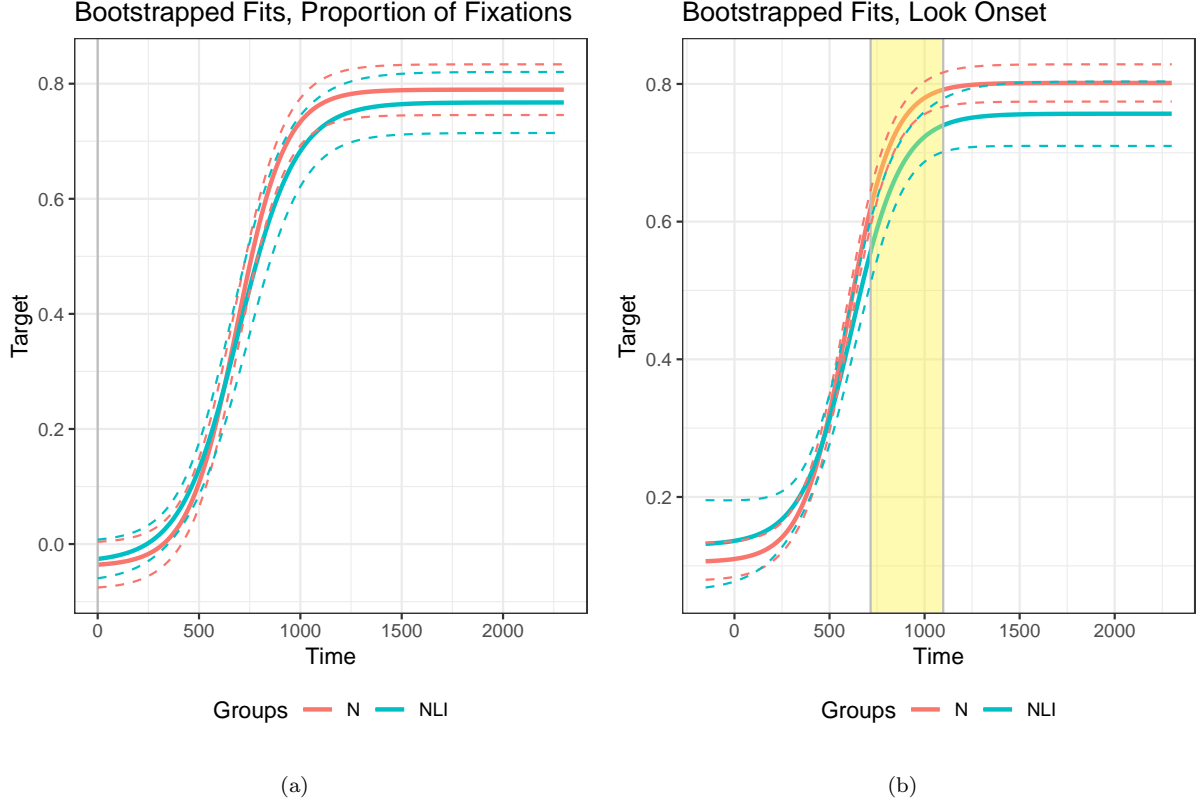 Bootstrapped Fits, Proportion of Fixations
0.8
0.6
0.4
0.2
0.0
Target
0 500 1000 1500 2000
Time
Groups N NLI
(a)
Bootstrapped Fits, Look Onset
0.8
0.6
0.4
0.2
Target
0 500 1000 1500 2000
Time
Groups N NLI
(b)